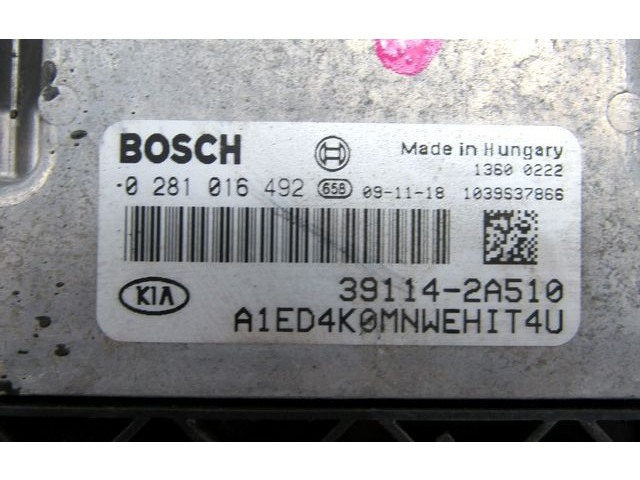 BOSCH Made in Hungary
1360 0222
0 281 016 492 658 09-11-18 1039S37866
KIA 39114-2A510
A1ED4K0MNWEHIT4U